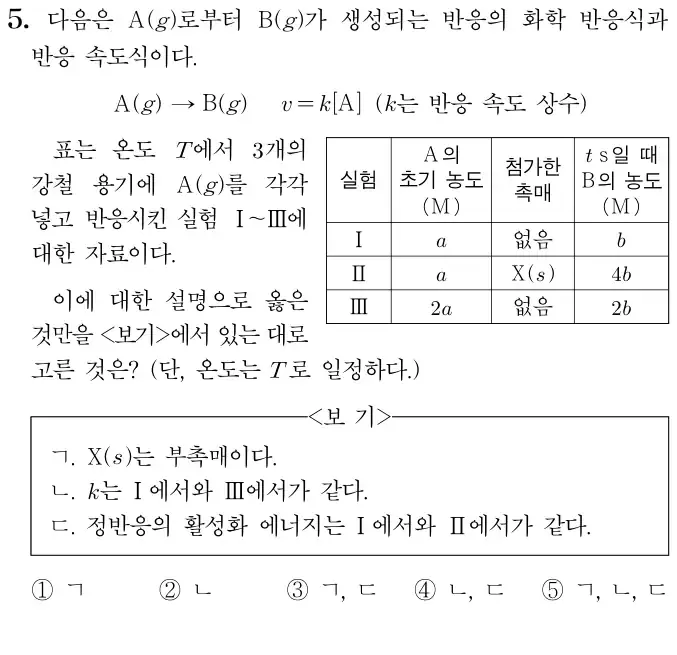 5. 다음은 A(g)로부터 B(g)가 생성되는 반응의 화학 반응식과
반응 속도식이다.
A(g) → B(g) v=k[A] (k는 반응 속도 상수)
표는 온도 T에서 3개의
강철 용기에 A(g)를 각각
넣고 반응시킨 실험 Ⅰ~Ⅲ에
대한 자료이다.
이에 대한 설명으로 옳은
것만을 <보기>에서 있는 대로
고른 것은? (단, 온도는 T로 일정하다.)
실험 A의 초기 농도 (M) 첨가한 촉매 t s일 때 B의 농도 (M)
Ⅰ a 없음 b
Ⅱ a X(s) 4b
Ⅲ 2a 없음 2b
<보 기>
ㄱ. X(s)는 부촉매이다.
ㄴ. k는 Ⅰ에서와 Ⅲ에서가 같다.
ㄷ. 정반응의 활성화 에너지는 Ⅰ에서와 Ⅱ에서가 같다.
① ㄱ ② ㄴ ③ ㄱ, ㄷ ④ ㄴ, ㄷ ⑤ ㄱ, ㄴ, ㄷ